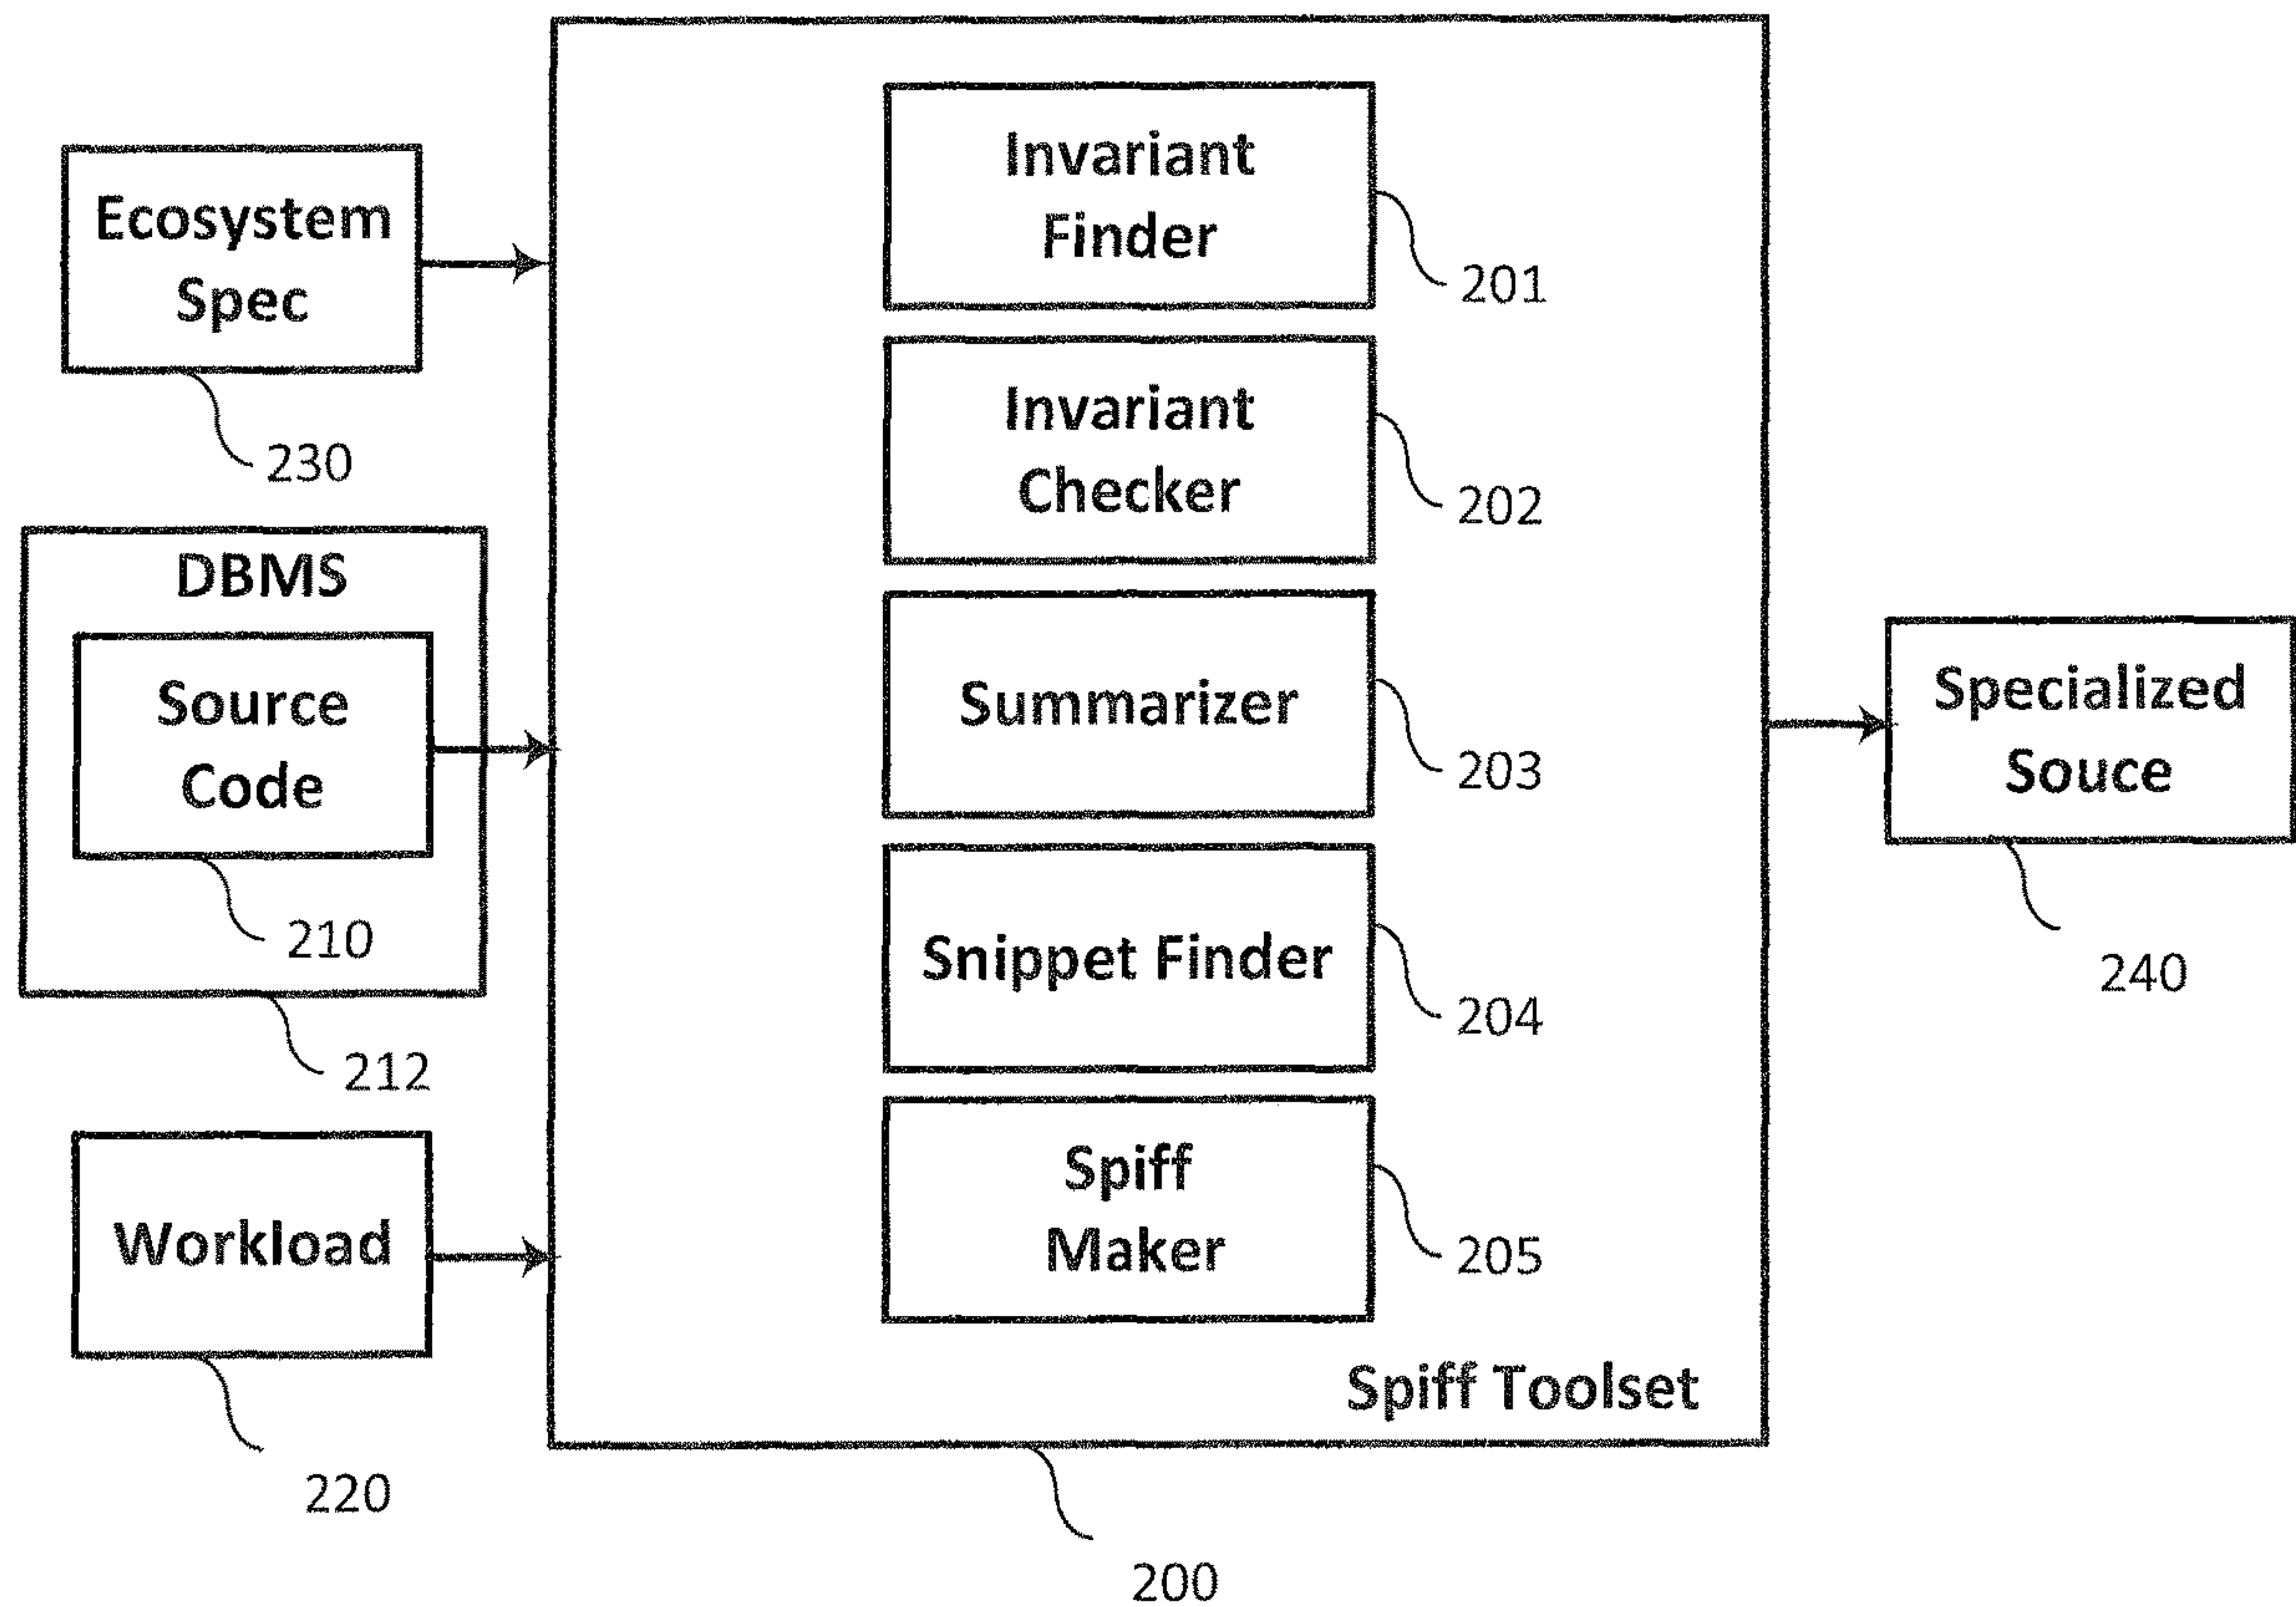 Ecosystem
Spec
230
DBMS
Source
Code
210
212
Workload
220
Invariant
Finder
201
Invariant
Checker
202
Summarizer
203
Snippet Finder
204
Spiff
Maker
205
Spiff Toolset
200
Specialized
Souce
240